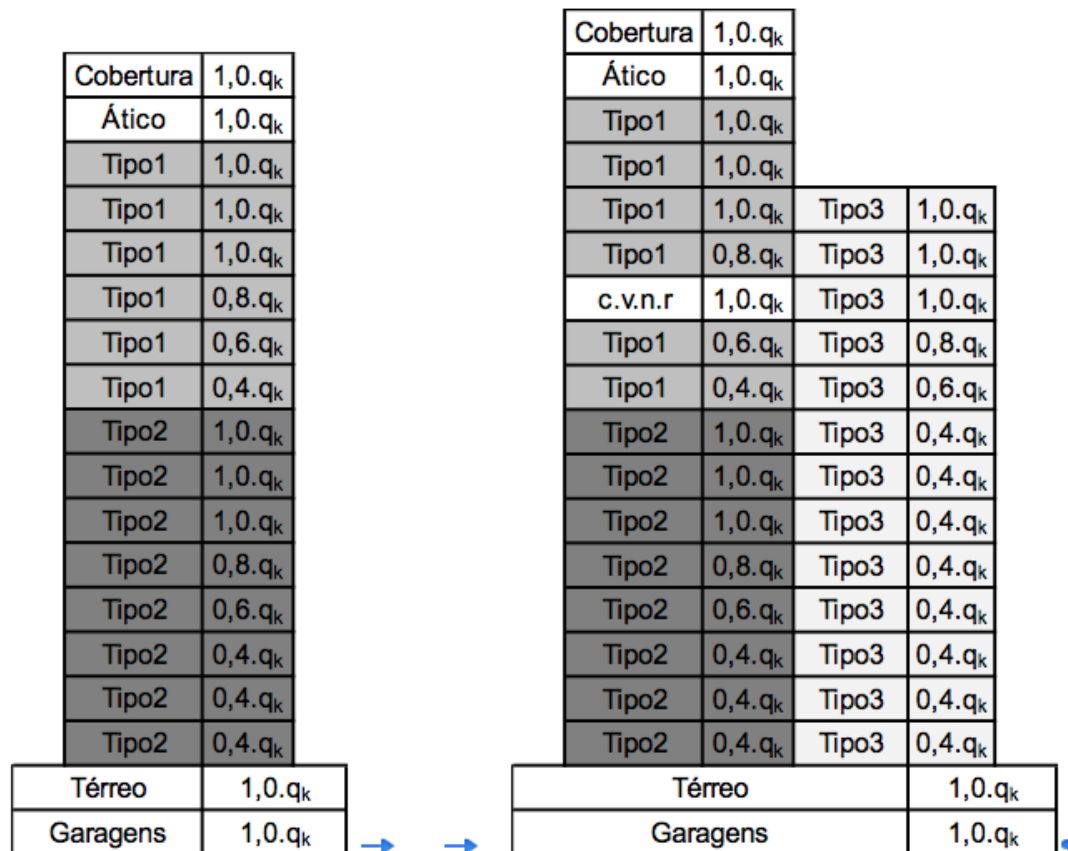 Cobertura 1,0.qk
Ático 1,0.qk
Tipo1 1,0.qk
Tipo1 1,0.qk
Tipo1 1,0.qk
Tipo1 0,8.qk
Tipo1 0,6.qk
Tipo1 0,4.qk
Tipo2 1,0.qk
Tipo2 1,0.qk
Tipo2 1,0.qk
Tipo2 0,8.qk
Tipo2 0,6.qk
Tipo2 0,4.qk
Tipo2 0,4.qk
Tipo2 0,4.qk
Térreo 1,0.qk
Garagens 1,0.qk
Cobertura 1,0.qk
Ático 1,0.qk
Tipo1 1,0.qk
Tipo1 1,0.qk
Tipo1 1,0.qk Tipo3 1,0.qk
Tipo1 0,8.qk Tipo3 1,0.qk
c.v.n.r 1,0.qk Tipo3 1,0.qk
Tipo1 0,6.qk Tipo3 0,8.qk
Tipo1 0,4.qk Tipo3 0,6.qk
Tipo2 1,0.qk Tipo3 0,4.qk
Tipo2 1,0.qk Tipo3 0,4.qk
Tipo2 1,0.qk Tipo3 0,4.qk
Tipo2 0,8.qk Tipo3 0,4.qk
Tipo2 0,6.qk Tipo3 0,4.qk
Tipo2 0,4.qk Tipo3 0,4.qk
Tipo2 0,4.qk Tipo3 0,4.qk
Tipo2 0,4.qk Tipo3 0,4.qk
Térreo 1,0.qk
Garagens 1,0.qk